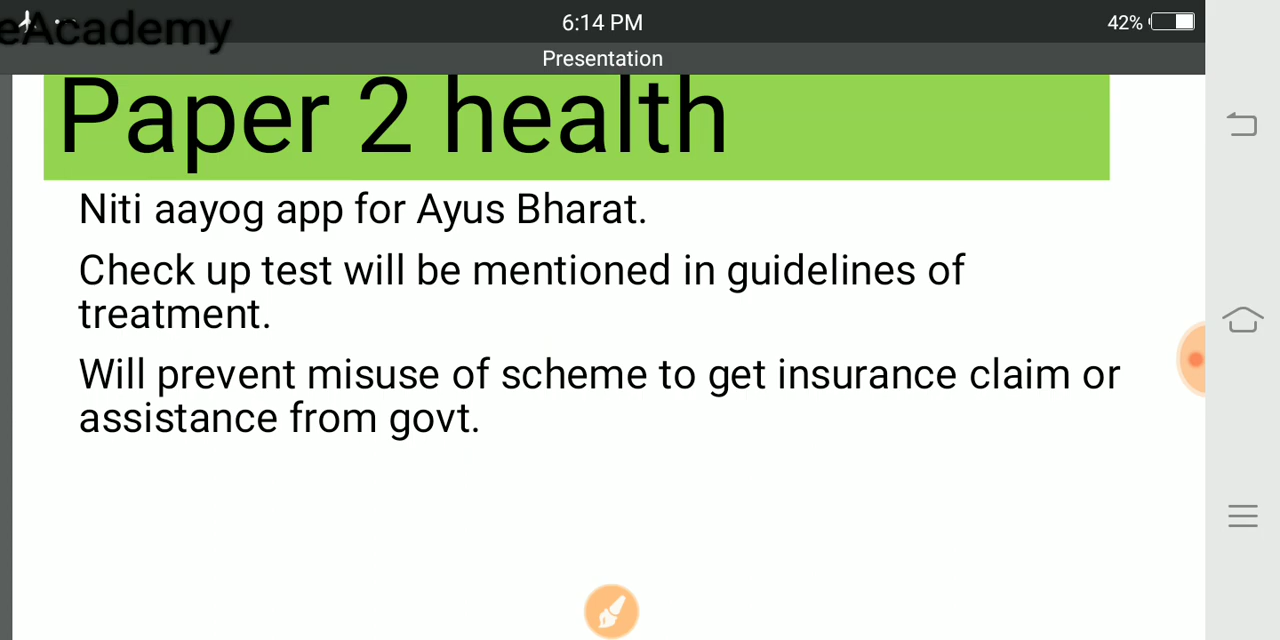 eAcademy
6:14 PM
42%
Presentation
Paper 2 health
Niti aayog app for Ayus Bharat.
Check up test will be mentioned in guidelines of
treatment.
Will prevent misuse of scheme to get insurance claim or
assistance from govt.